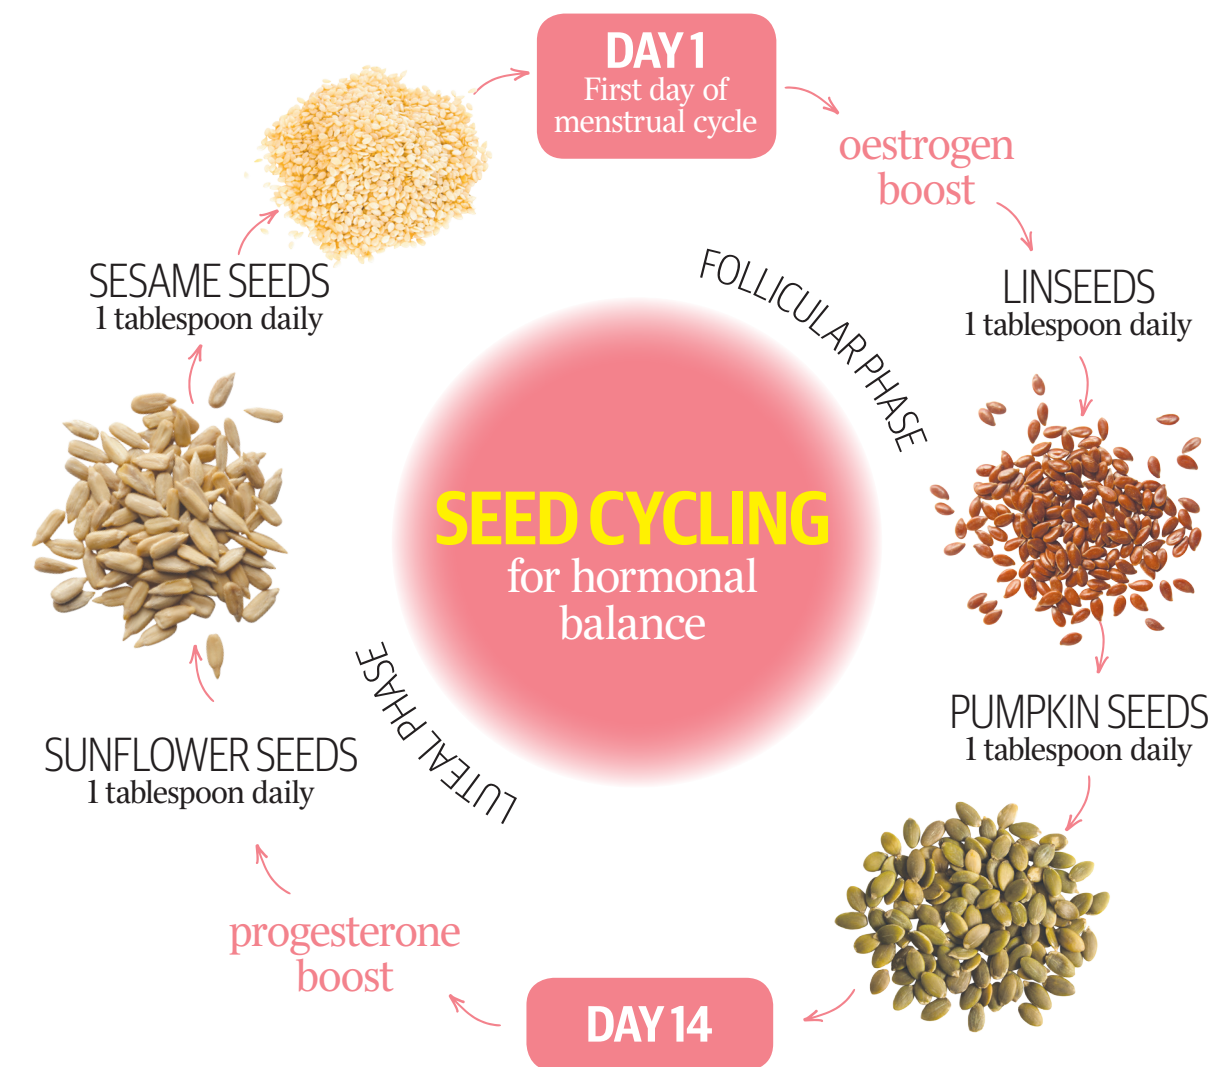 DAY 1
First day of
menstrual cycle
oestrogen
boost
FOLLICULAR PHASE
LINSEEDS
1 tablespoon daily
PUMPKIN SEEDS
1 tablespoon daily
DAY 14
progesterone
boost
LUTEAL PHASE
SUNFLOWER SEEDS
1 tablespoon daily
SESAME SEEDS
1 tablespoon daily
SEED CYCLING
for hormonal
balance